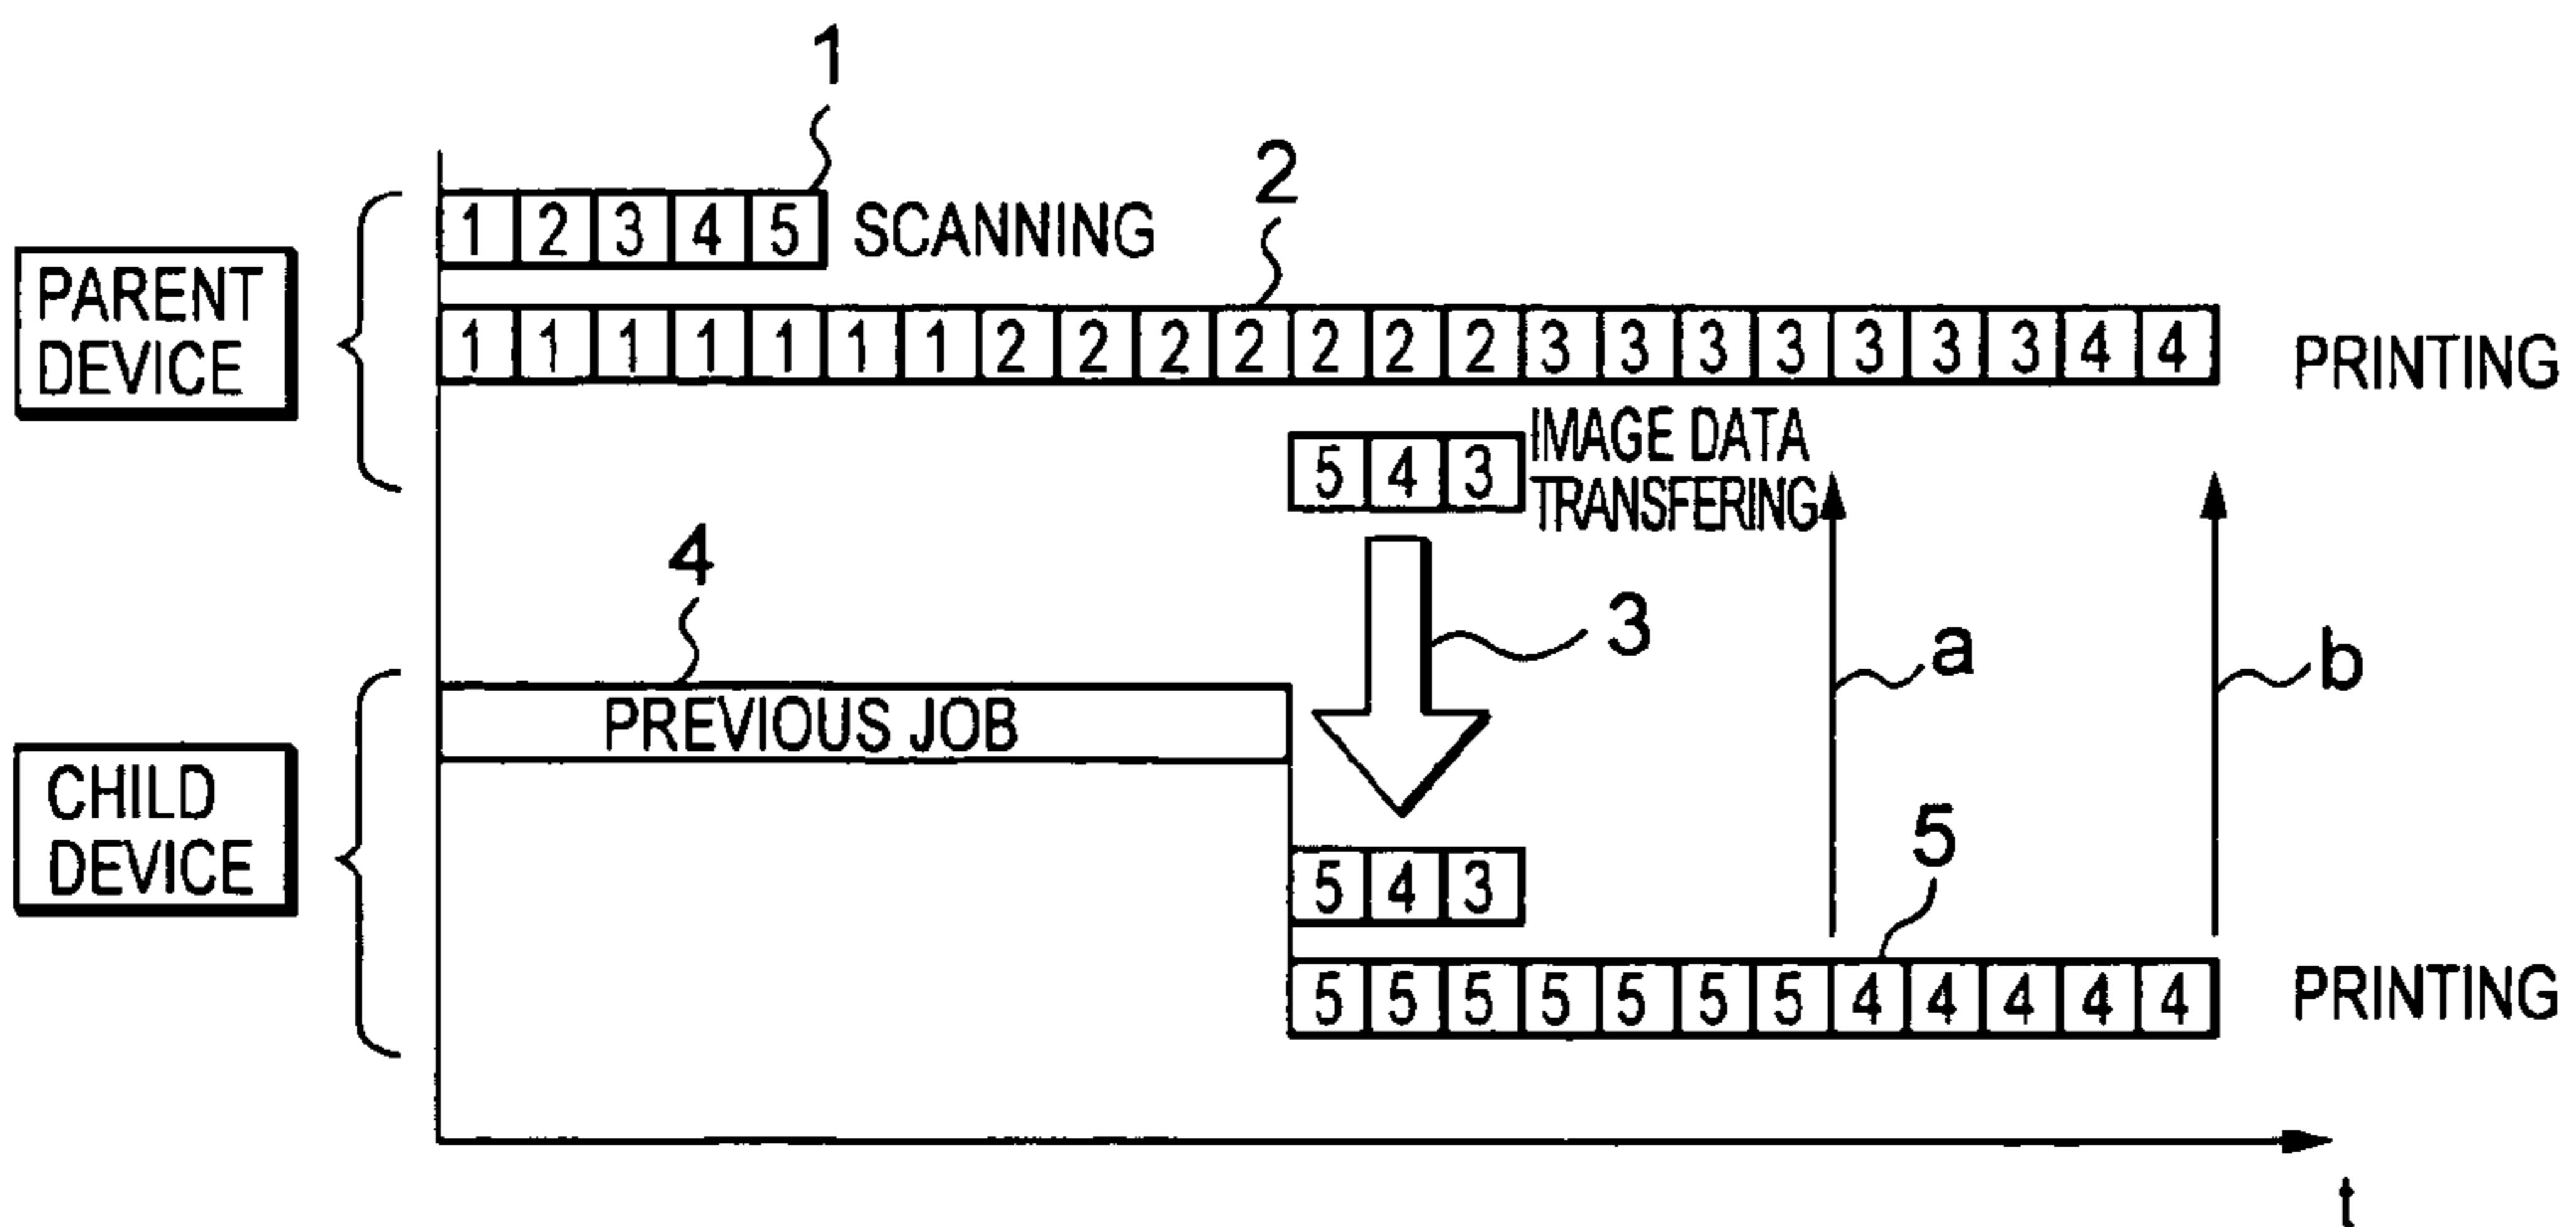 1
1 2 3 4 5 SCANNING
2
PARENT
DEVICE
1 1 1 1 1 1 1 2 2 2 2 2 2 2 3 3 3 3 3 3 3 4 4 PRINTING
5 4 3 IMAGE DATA
TRANSFERING
4
3
a
b
PREVIOUS JOB
CHILD
DEVICE
5 4 3
5
5 5 5 5 5 5 5 4 4 4 4 4 PRINTING
t